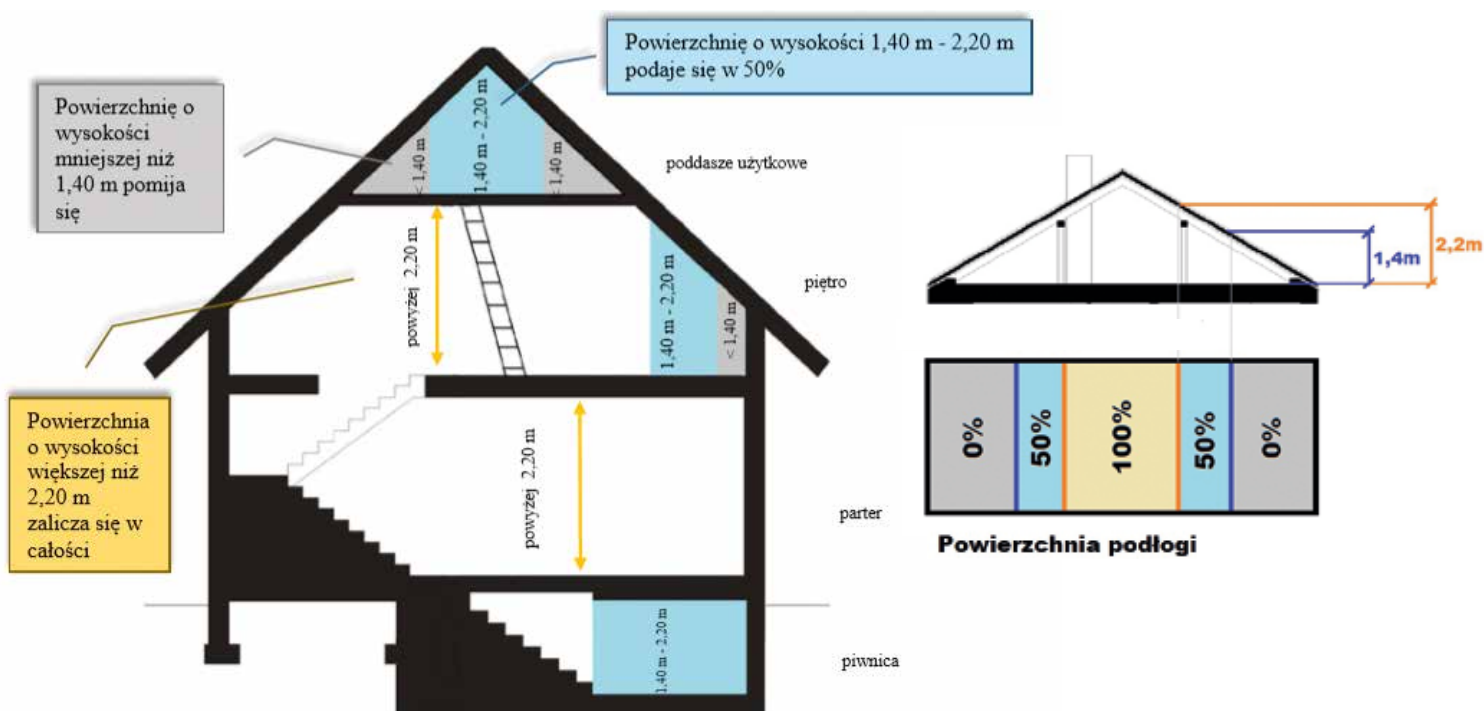 Powierzchnię o wysokości 1,40 m - 2,20 m
podaje się w 50%
Powierzchnię o
wysokości
mniejszej niż
1,40 m pomija
się
< 1,40 m
1,40 m - 2,20 m
< 1,40 m
poddasze użytkowe
powyżej 2,20 m
1,40 m - 2,20 m
< 1,40 m
piętro
Powierzchnia
o wysokości
większej niż
2,20 m
zalicza się w
całości
powyżej 2,20 m
parter
1,40 m - 2,20 m
piwnica
2,2m
1,4m
0%
50%
100%
50%
0%
Powierzchnia podłogi